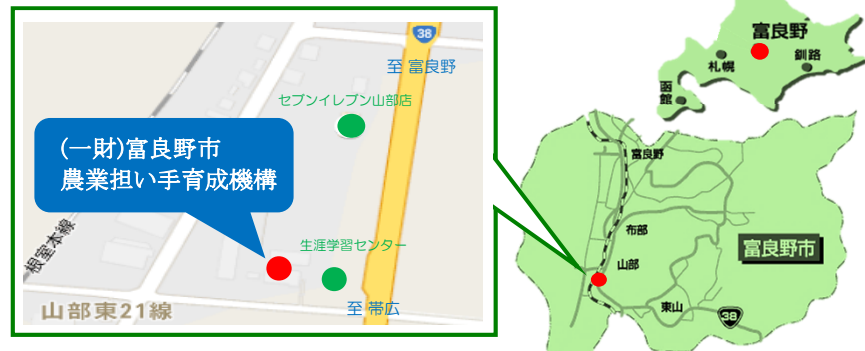 38
至 富良野
セブンイレブン山部店
(一財)富良野市
農業担い手育成機構
生涯学習センター
根室本線
山部東21線
至 帯広
富良野
札幌
釧路
函館
富良野
布部
山部
富良野市
東山
38